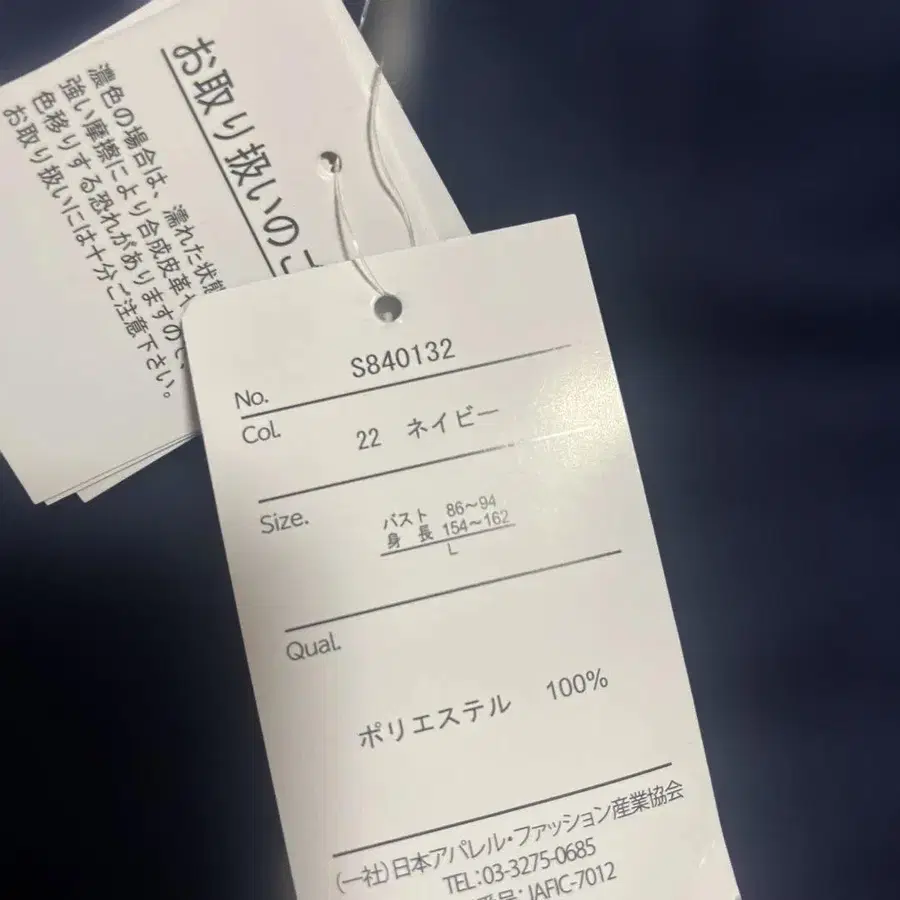 お取り扱いのご
濃色の場合は、濡れた状態
強い摩擦により合成皮革
色移りする恐れがありますので、
お取り扱いには十分ご注意下さい。
No. S840132
Col. 22 ネイビー
Size. バスト 86〜94
身 長 154〜162
L
Qual.
ポリエステル 100%
(一社)日本アパレル・ファッション産業協会
TEL:03-3275-0685
番号: JAFIC-7012